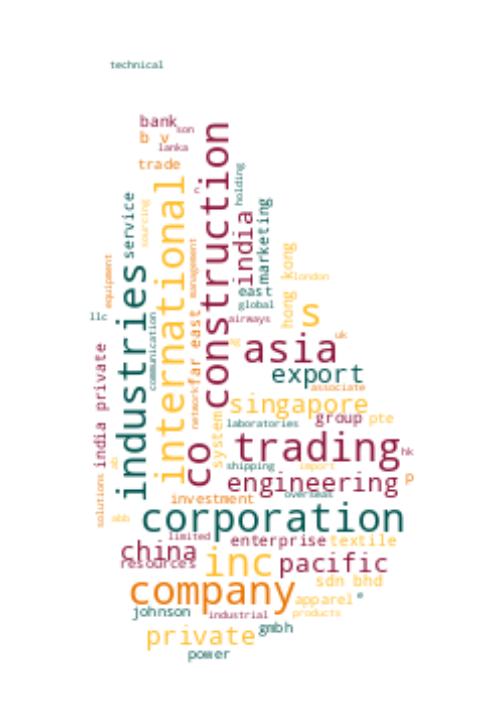 technical
bank
son
b v
lanka
trade
construction
holding
c
international
service
sourcing
marketing
india
management
kong
london
equipment
industries
east
global
hong
s
llc
communication
airways
far east
uk
asia
india private
export
associate
network
singapore
group
pte
system
laboratories
co
trading
hk
ab
shipping
import
solutions
engineering
p
investment
overseas
abb
corporation
limited
enterprise
textile
china
resources
inc
pacific
sdn bhd
company
apparel
e
johnson
industrial
products
private
gmbh
power